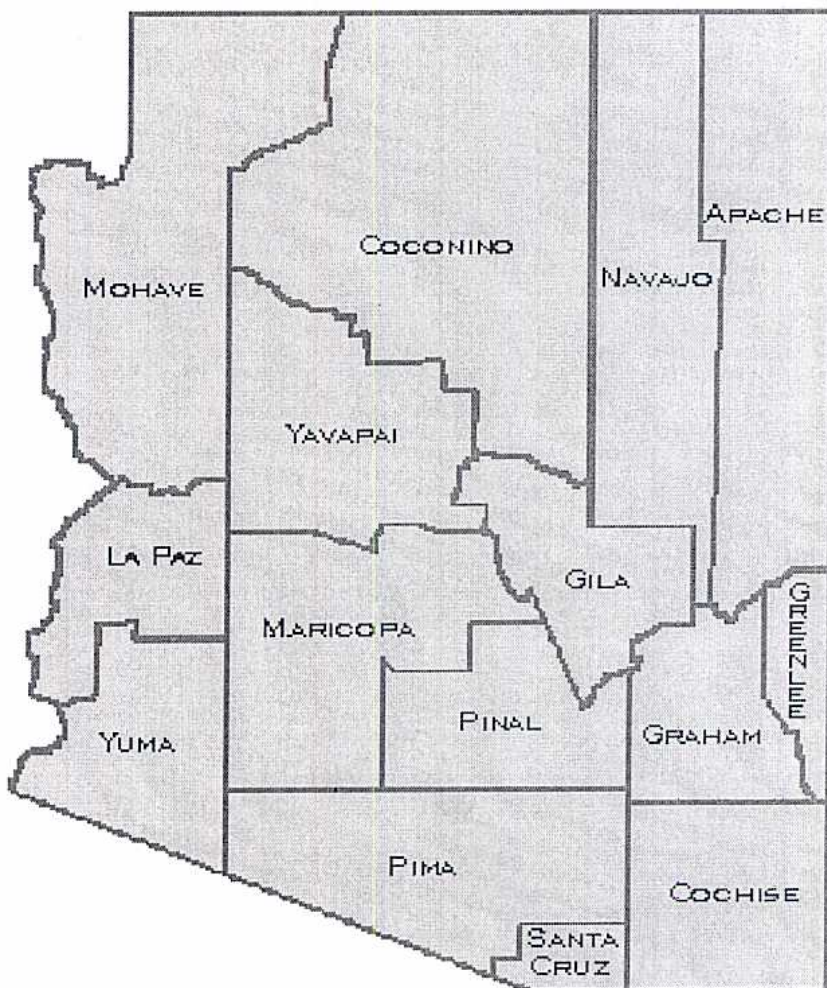 APACHE
COCONINO
NAVAJO
MOHAVE
YAVAPAI
LA PAZ
GILA
GREENLEE
MARICOPA
PINAL
YUMA
GRAHAM
PIMA
COCHISE
SANTA
CRUZ